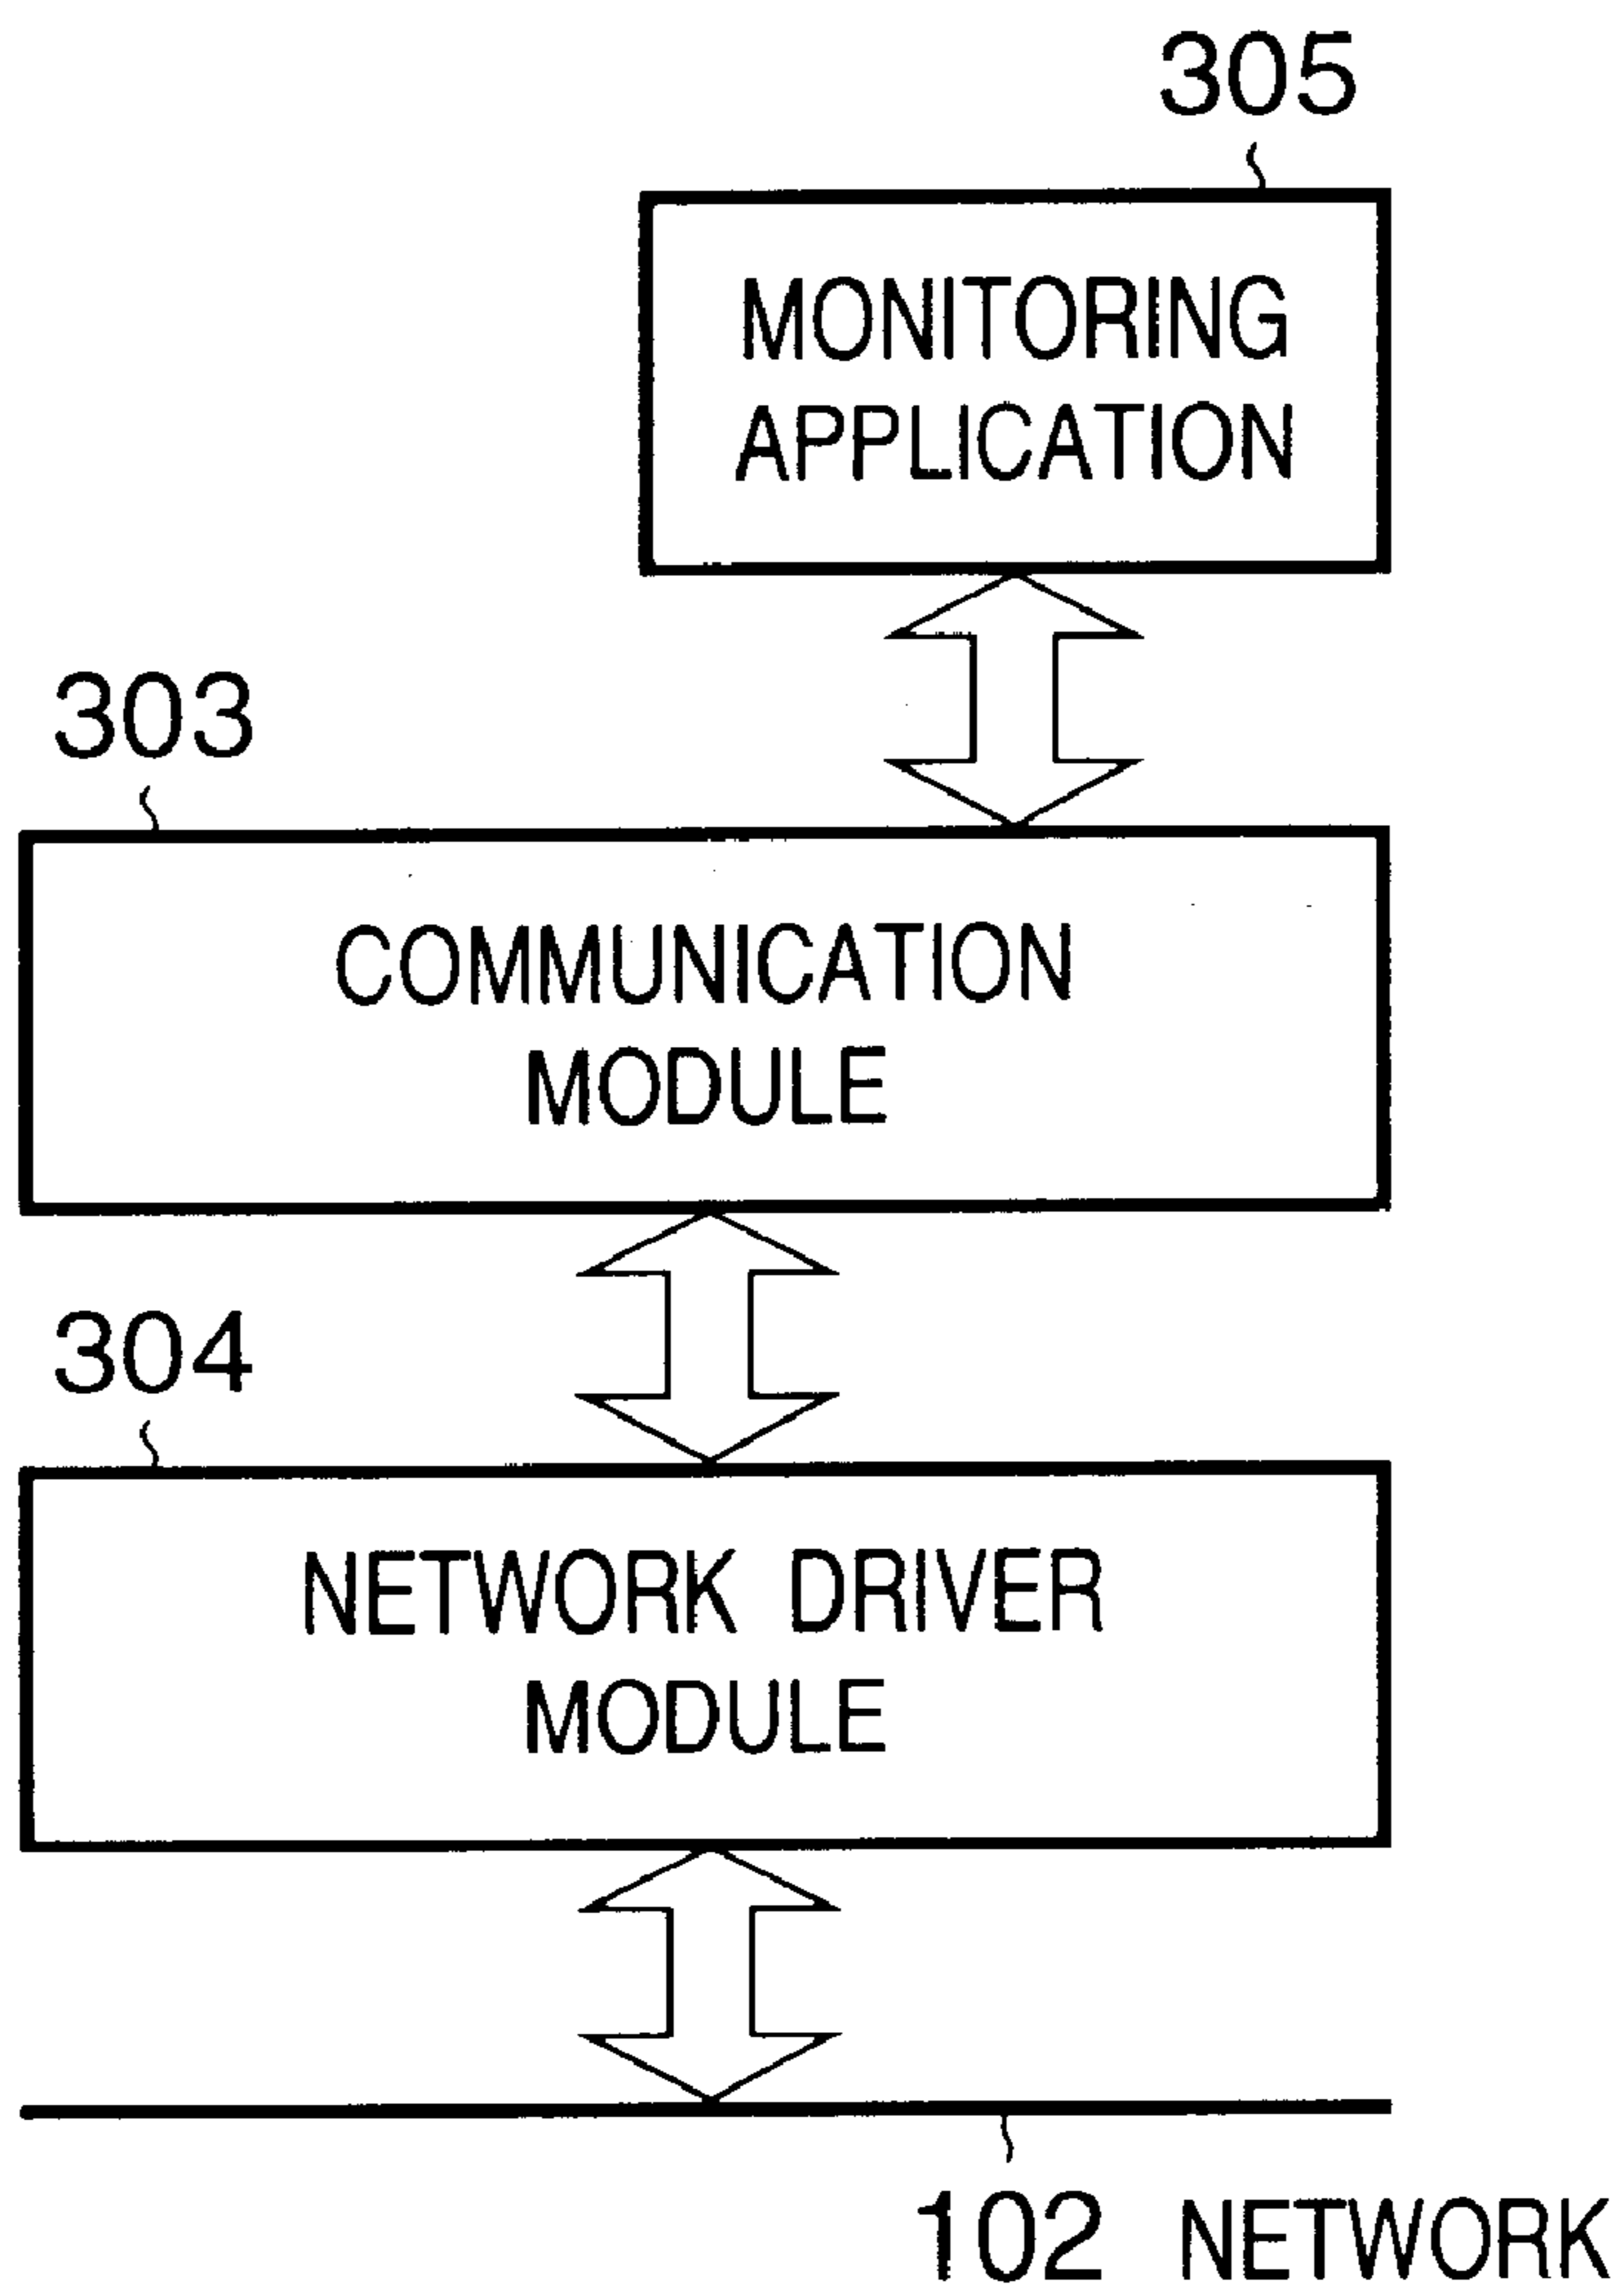 305
MONITORING
APPLICATION
303
COMMUNICATION
MODULE
304
NETWORK DRIVER
MODULE
102 NETWORK